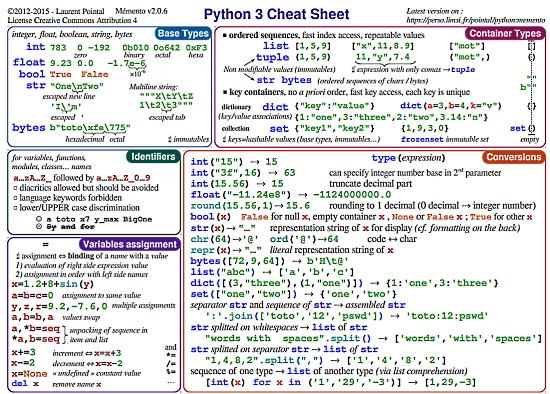 ©2012-2015 - Laurent Pointal Mémento v2.0.6
License Creative Commons Attribution 4
Python 3 Cheat Sheet
Latest version on :
https://perso.limsi.fr/pointal/python:memento
Base Types
integer, float, boolean, string, bytes
int 783 0 -192 0b010 0o642 0xF3
zero binary octal hexa
float 9.23 0.0 -1.7e-6
×10⁻⁶
bool True False
str "One\nTwo"
escaped new line
'I\'m'
escaped '
Multiline string:
"""X\tY\tZ
1\t2\t3"""
escaped tab
bytes b"toto\xfe\775"
hexadecimal octal
immutables
Container Types
■ ordered sequences, fast index access, repeatable values
list [1,5,9] ["x",11,8.9] ["mot"] []
tuple (1,5,9) 11,"y",7.4 ("mot",) ()
Non modifiable values (immutables)
expression with only comas →tuple
str bytes (ordered sequences of chars / bytes)
""
b""
■ key containers, no a priori order, fast key access, each key is unique
dictionary dict {"key":"value"} dict(a=3,b=4,k="v") {}
(key/value associations) {1:"one",3:"three",2:"two",3.14:"π"}
collection set {"key1","key2"} {1,9,3,0} set()
keys=hashable values (base types, immutables…)
frozenset immutable set empty
Identifiers
for variables, functions,
modules, classes… names
a…zA…Z_ followed by a…zA…Z_0…9
□ diacritics allowed but should be avoided
□ language keywords forbidden
□ lower/UPPER case discrimination
☺ a toto x7 y_max BigOne
☹ 8y and for
= Variables assignment
assignment ⇔ binding of a name with a value
1) evaluation of right side expression value
2) assignment in order with left side names
x=1.2+8+sin(y)
a=b=c=0 assignment to same value
y,z,r=9.2,-7.6,0 multiple assignments
a,b=b,a values swap
a,*b=seq
*a,b=seq
unpacking of sequence in
item and list
x+=3 increment ⇔ x=x+3
x-=2 decrement ⇔ x=x-2
x=None « undefined » constant value
del x remove name x
and
*=
/=
%=
…
Conversions
type (expression)
int("15") → 15
int("3f",16) → 63 can specify integer number base in 2nd parameter
int(15.56) → 15 truncate decimal part
float("-11.24e8") → -1124000000.0
round(15.56,1)→ 15.6 rounding to 1 decimal (0 decimal → integer number)
bool(x) False for null x, empty container x , None or False x ; True for other x
str(x)→ "…" representation string of x for display (cf. formatting on the back)
chr(64)→'@' ord('@')→64 code ↔ char
repr(x)→ "…" literal representation string of x
bytes([72,9,64]) → b'H\t@'
list("abc") → ['a','b','c']
dict([(3,"three"),(1,"one")]) → {1:'one',3:'three'}
set(["one","two"]) → {'one','two'}
separator str and sequence of str → assembled str
':'.join(['toto','12','pswd']) → 'toto:12:pswd'
str splitted on whitespaces → list of str
"words with spaces".split() → ['words','with','spaces']
str splitted on separator str → list of str
"1,4,8,2".split(",") → ['1','4','8','2']
sequence of one type → list of another type (via list comprehension)
[int(x) for x in ('1','29','-3')] → [1,29,-3]